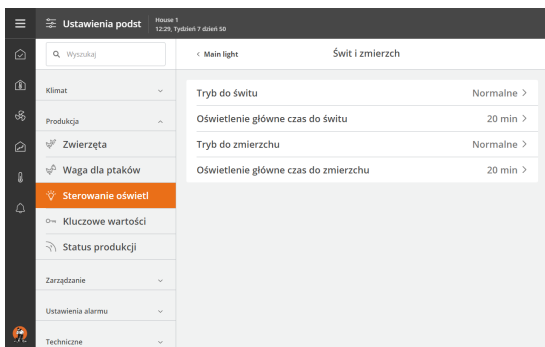 Ustawienia podst
House 1
12:29, Tydzień 7 dzień 50
Wyszukaj
Main light
Świt i zmierzch
Klimat
Produkcja
Zwierzęta
Waga dla ptaków
Sterowanie oświetl
Kluczowe wartości
Status produkcji
Zarządzanie
Ustawienia alarmu
Techniczne
Tryb do świtu Normalne
Oświetlenie główne czas do świtu 20 min
Tryb do zmierzchu Normalne
Oświetlenie główne czas do zmierzchu 20 min